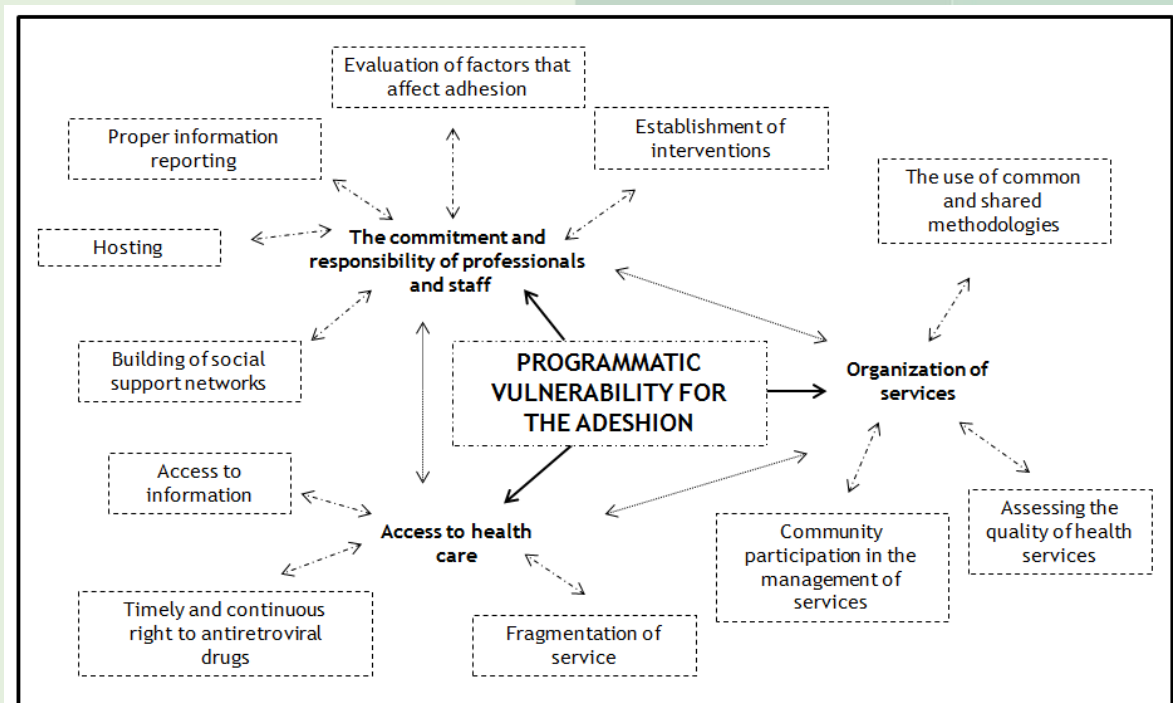 Evaluation of factors that
affect adhesion
Establishment of
interventions
Proper information
reporting
The use of common
and shared
methodologies
Hosting
The commitment and
responsibility of professionals
and staff
Building of social
support networks
PROGRAMMATIC
VULNERABILITY FOR
THE ADESHION
Organization of
services
Access to
information
Access to health
care
Community
participation in the
management of
services
Assessing the
quality of health
services
Timely and continuous
right to antiretroviral
drugs
Fragmentation of
service